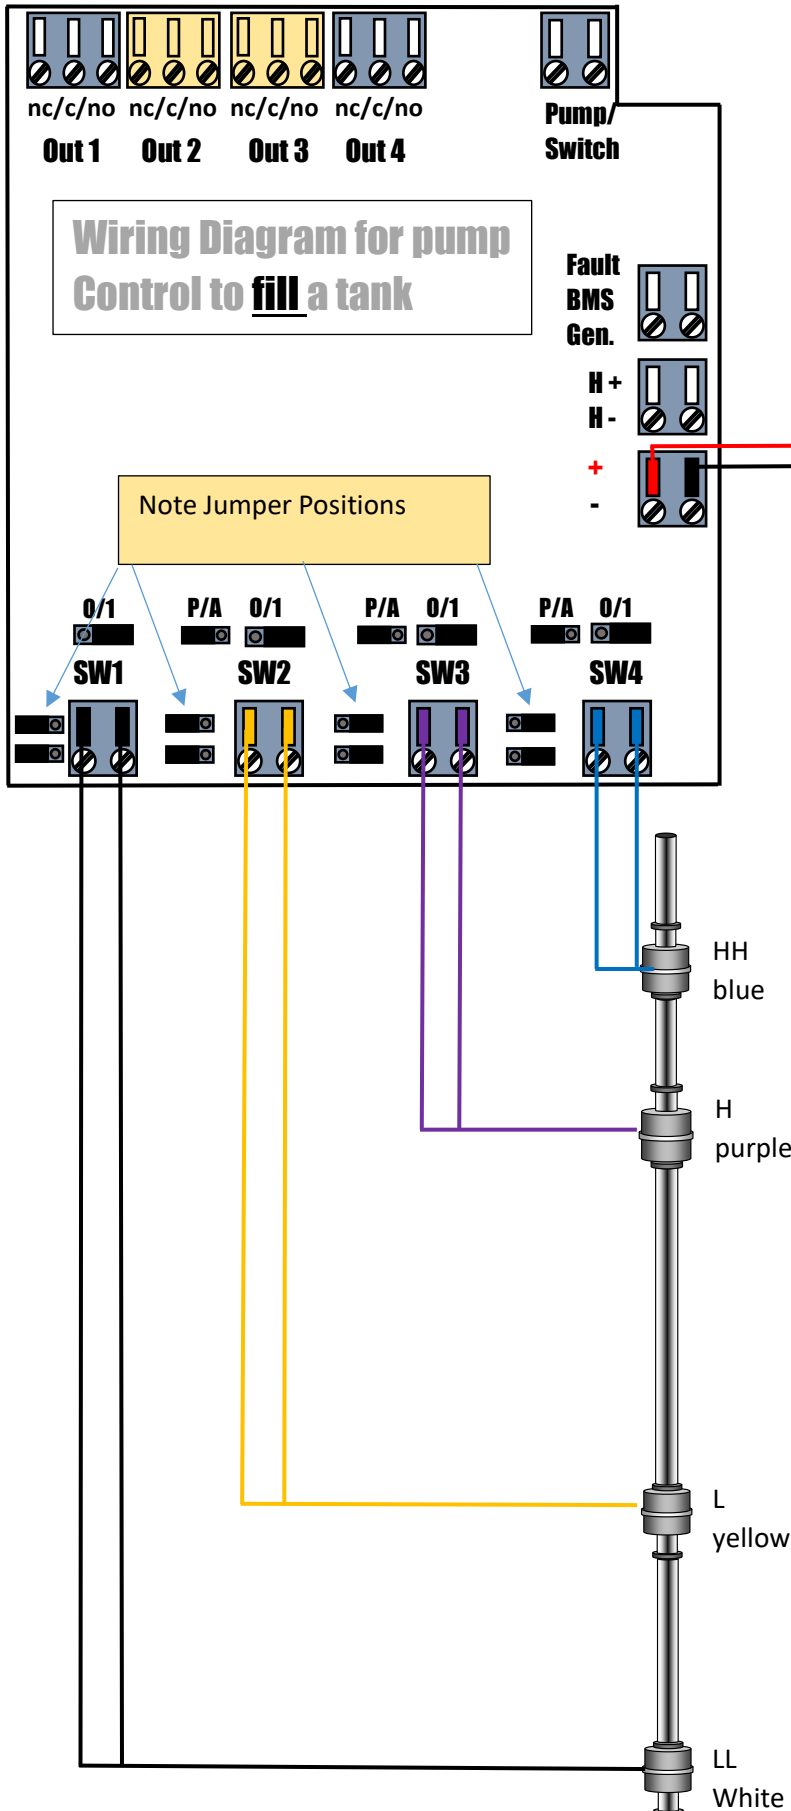 nc/c/no nc/c/no nc/c/no nc/c/no
Out 1 Out 2 Out 3 Out 4
Pump/
Switch
Wiring Diagram for pump
Control to fill a tank
Fault
BMS
Gen.
H +
H -
+
-
Note Jumper Positions
0/1 P/A 0/1 P/A 0/1 P/A 0/1
SW1 SW2 SW3 SW4
HH
blue
H
purple
L
yellow
LL
White